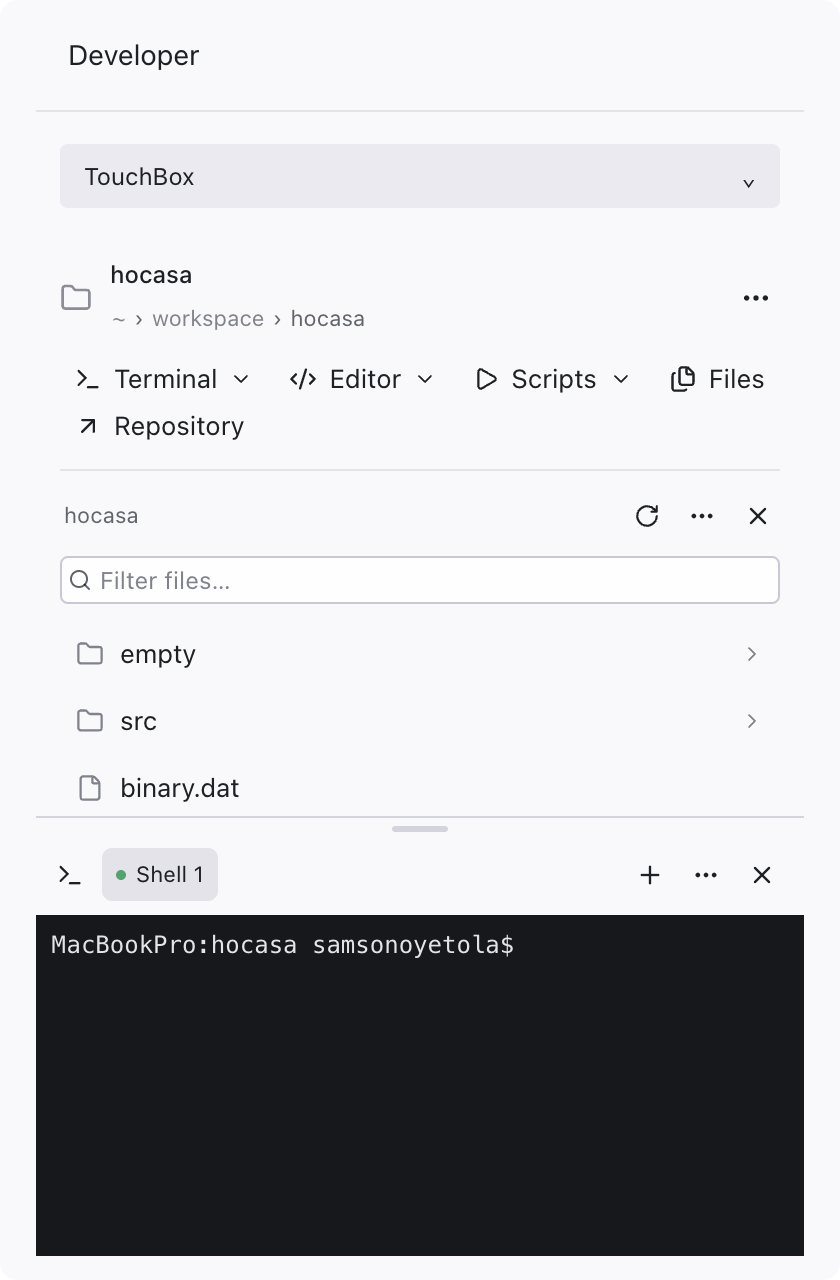 Developer
TouchBox
hocasa
~ › workspace › hocasa
Terminal Editor Scripts Files
Repository
hocasa
Filter files...
empty
src
binary.dat
Shell 1
MacBookPro:hocasa samsonoyetola$